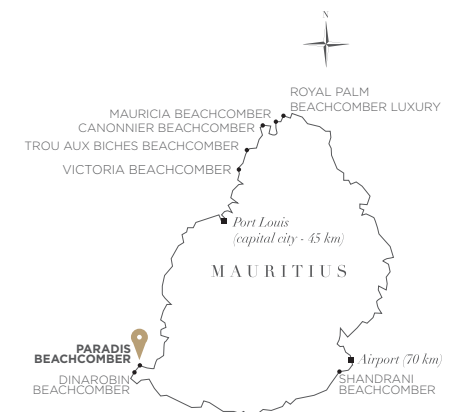 N
ROYAL PALM
BEACHCOMBER LUXURY
MAURICIA BEACHCOMBER
CANONNIER BEACHCOMBER
TROU AUX BICHES BEACHCOMBER
VICTORIA BEACHCOMBER
Port Louis
(capital city - 45 km)
MAURITIUS
PARADIS
BEACHCOMBER
Airport (70 km)
DINAROBIN
BEACHCOMBER
SHANDRANI
BEACHCOMBER